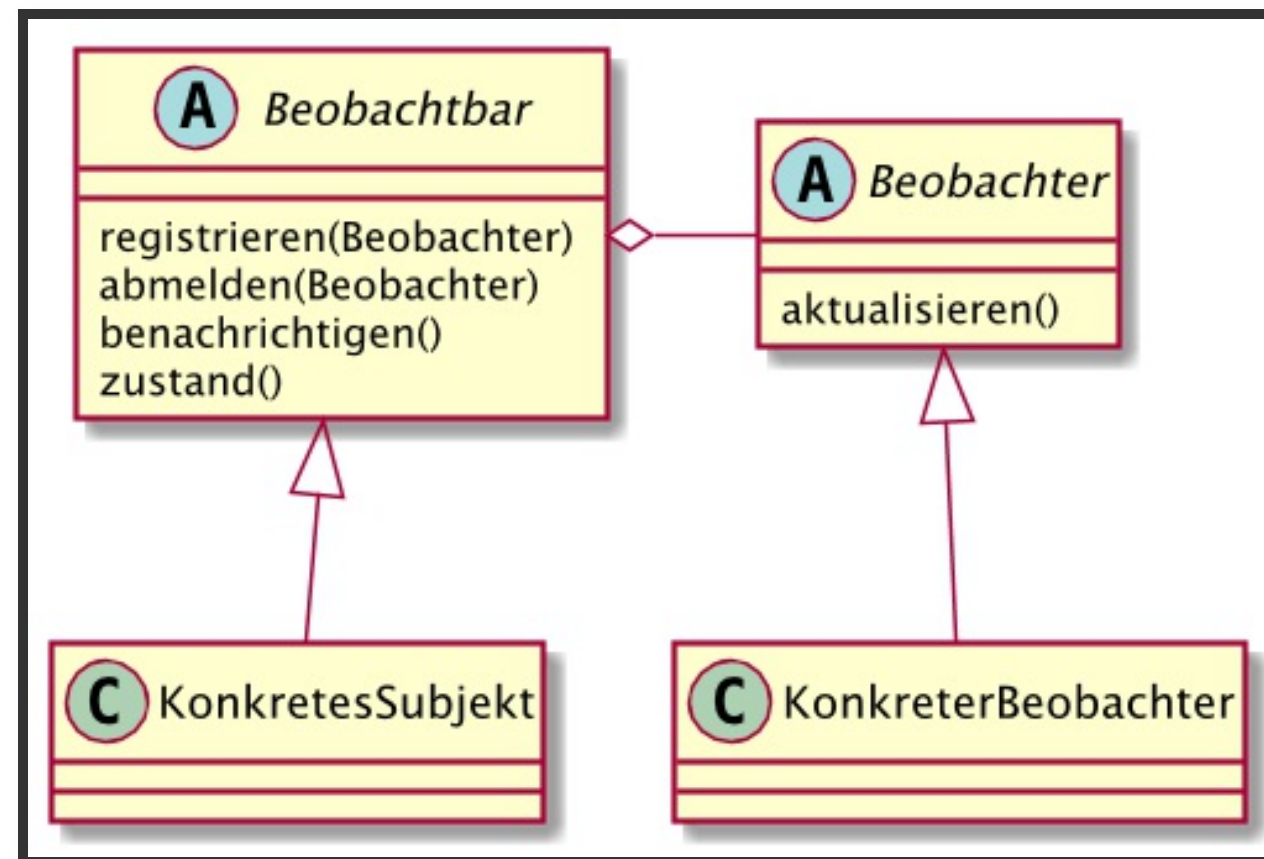 A Beobachtbar
registrieren(Beobachter)
abmelden(Beobachter)
benachrichtigen()
zustand()
A Beobachter
aktualisieren()
C KonkretesSubjekt
C KonkreterBeobachter